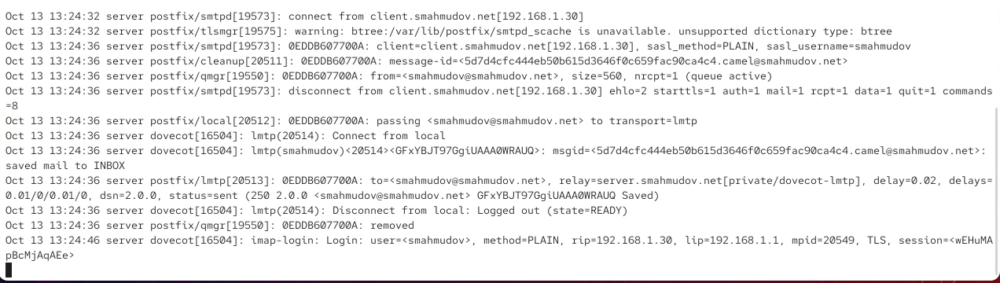 Oct 13 13:24:32 server postfix/smtpd[19573]: connect from client.smahmudov.net[192.168.1.30]
Oct 13 13:24:32 server postfix/tlsmgr[19575]: warning: btree:/var/lib/postfix/smtpd_scache is unavailable. unsupported dictionary type: btree
Oct 13 13:24:36 server postfix/smtpd[19573]: 0EDDB607700A: client=client.smahmudov.net[192.168.1.30], sasl_method=PLAIN, sasl_username=smahmudov
Oct 13 13:24:36 server postfix/cleanup[20511]: 0EDDB607700A: message-id=<5d7d4cfc444eb50b615d3646f0c659fac90ca4c4.camel@smahmudov.net>
Oct 13 13:24:36 server postfix/qmgr[19550]: 0EDDB607700A: from=<smahmudov@smahmudov.net>, size=560, nrcpt=1 (queue active)
Oct 13 13:24:36 server postfix/smtpd[19573]: disconnect from client.smahmudov.net[192.168.1.30] ehlo=2 starttls=1 auth=1 mail=1 rcpt=1 data=1 quit=1 commands
=8
Oct 13 13:24:36 server postfix/local[20512]: 0EDDB607700A: passing <smahmudov@smahmudov.net> to transport=lmtp
Oct 13 13:24:36 server dovecot[16504]: lmtp(20514): Connect from local
Oct 13 13:24:36 server dovecot[16504]: lmtp(smahmudov)<20514><GFxYBJT97GgiUAAA0WRAUQ>: msgid=<5d7d4cfc444eb50b615d3646f0c659fac90ca4c4.camel@smahmudov.net>:
saved mail to INBOX
Oct 13 13:24:36 server postfix/lmtp[20513]: 0EDDB607700A: to=<smahmudov@smahmudov.net>, relay=server.smahmudov.net[private/dovecot-lmtp], delay=0.02, delays=
0.01/0/0.01/0, dsn=2.0.0, status=sent (250 2.0.0 <smahmudov@smahmudov.net> GFxYBJT97GgiUAAA0WRAUQ Saved)
Oct 13 13:24:36 server dovecot[16504]: lmtp(20514): Disconnect from local: Logged out (state=READY)
Oct 13 13:24:36 server postfix/qmgr[19550]: 0EDDB607700A: removed
Oct 13 13:24:46 server dovecot[16504]: imap-login: Login: user=<smahmudov>, method=PLAIN, rip=192.168.1.30, lip=192.168.1.1, mpid=20549, TLS, session=<wEHuMA
pBcMjAqAEe>